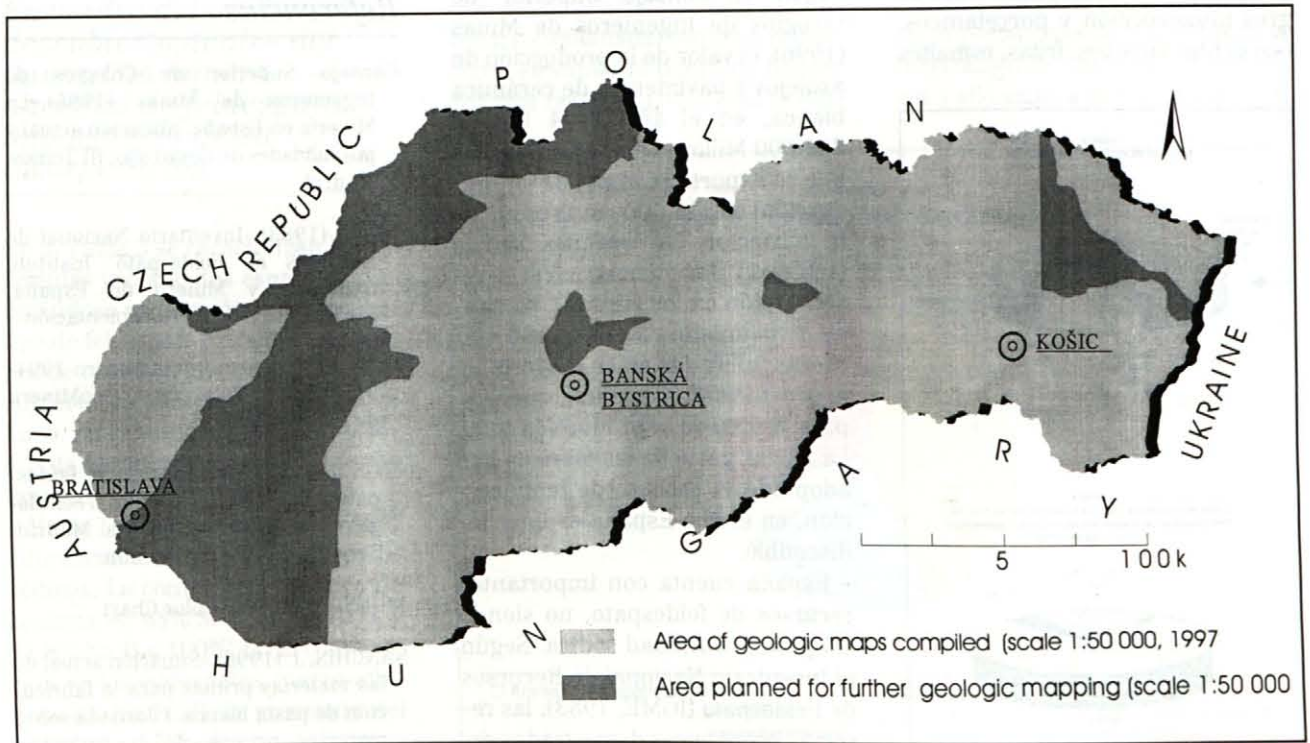 P O L A N
CZECH REPUBLIC
KOŠIC
BANSKÁ
BYSTRICA
UKRAINE
AUSTRIA
BRATISLAVA
H U N G A R Y
5 100k
Area of geologic maps compiled (scale 1:50 000, 1997
Area planned for further geologic mapping (scale 1:50 000